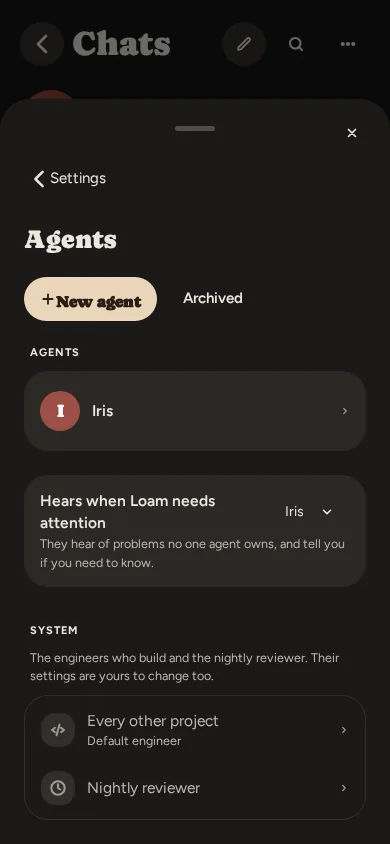 Chats
Settings
Agents
+ New agent
Archived
AGENTS
I
Iris
Hears when Loam needs
attention
Iris
They hear of problems no one agent owns, and tell you
if you need to know.
SYSTEM
The engineers who build and the nightly reviewer. Their
settings are yours to change too.
Every other project
Default engineer
Nightly reviewer